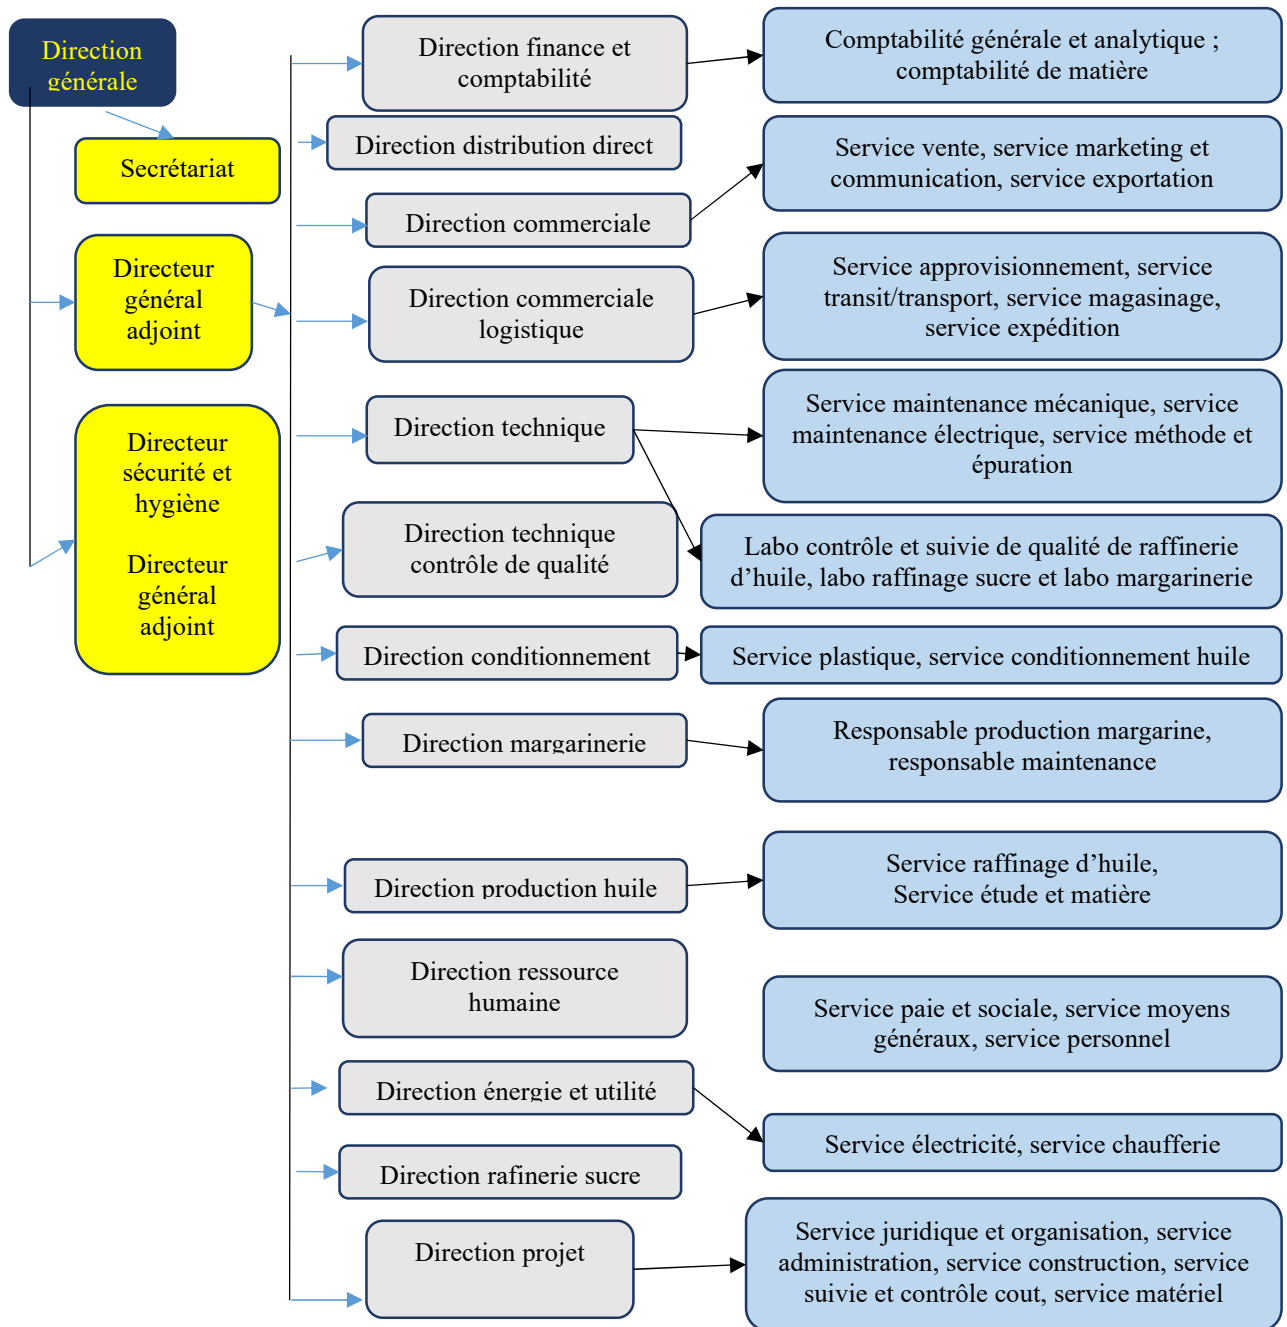 Direction
générale
Secrétariat
Directeur
général
adjoint
Directeur
sécurité et
hygiène
Directeur
général
adjoint
Direction finance et
comptabilité
Direction distribution direct
Direction commerciale
Direction commerciale
logistique
Direction technique
Direction technique
contrôle de qualité
Direction conditionnement
Direction margarinerie
Direction production huile
Direction ressource
humaine
Direction énergie et utilité
Direction rafinerie sucre
Direction projet
Comptabilité générale et analytique ;
comptabilité de matière
Service vente, service marketing et
communication, service exportation
Service approvisionnement, service
transit/transport, service magasinage,
service expédition
Service maintenance mécanique, service
maintenance électrique, service méthode et
épuration
Labo contrôle et suivie de qualité de raffinerie
d’huile, labo raffinage sucre et labo margarinerie
Service plastique, service conditionnement huile
Responsable production margarine,
responsable maintenance
Service raffinage d’huile,
Service étude et matière
Service paie et sociale, service moyens
généraux, service personnel
Service électricité, service chaufferie
Service juridique et organisation, service
administration, service construction, service
suivie et contrôle cout, service matériel